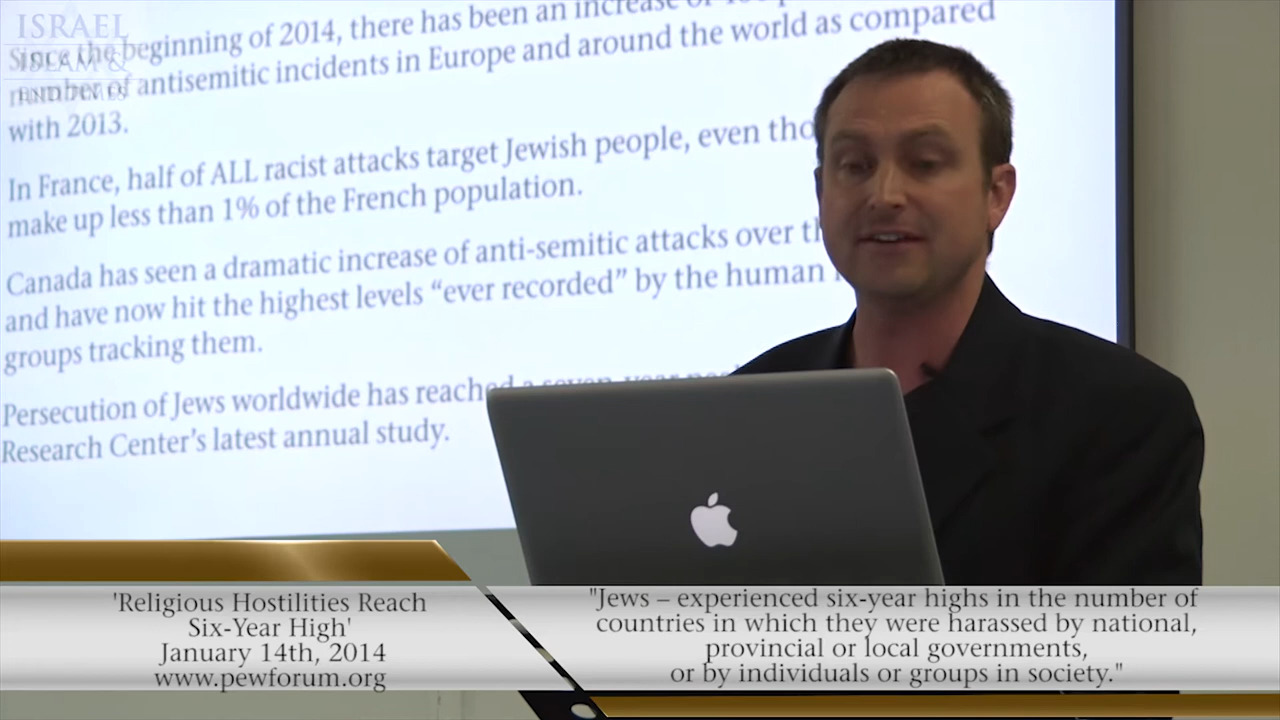 ISRAEL
ISLAM &
END TIMES
Since the beginning of 2014, there has been an increase of
number of antisemitic incidents in Europe and around the world as compared
with 2013.
In France, half of ALL racist attacks target Jewish people, even
make up less than 1% of the French population.
Canada has seen a dramatic increase of anti-semitic attacks over
and have now hit the highest levels “ever recorded” by the human
groups tracking them.
Persecution of Jews worldwide has reached a seven-year
Research Center's latest annual study.
'Religious Hostilities Reach
Six-Year High'
January 14th, 2014
www.pewforum.org
"Jews – experienced six-year highs in the number of
countries in which they were harassed by national,
provincial or local governments,
or by individuals or groups in society."